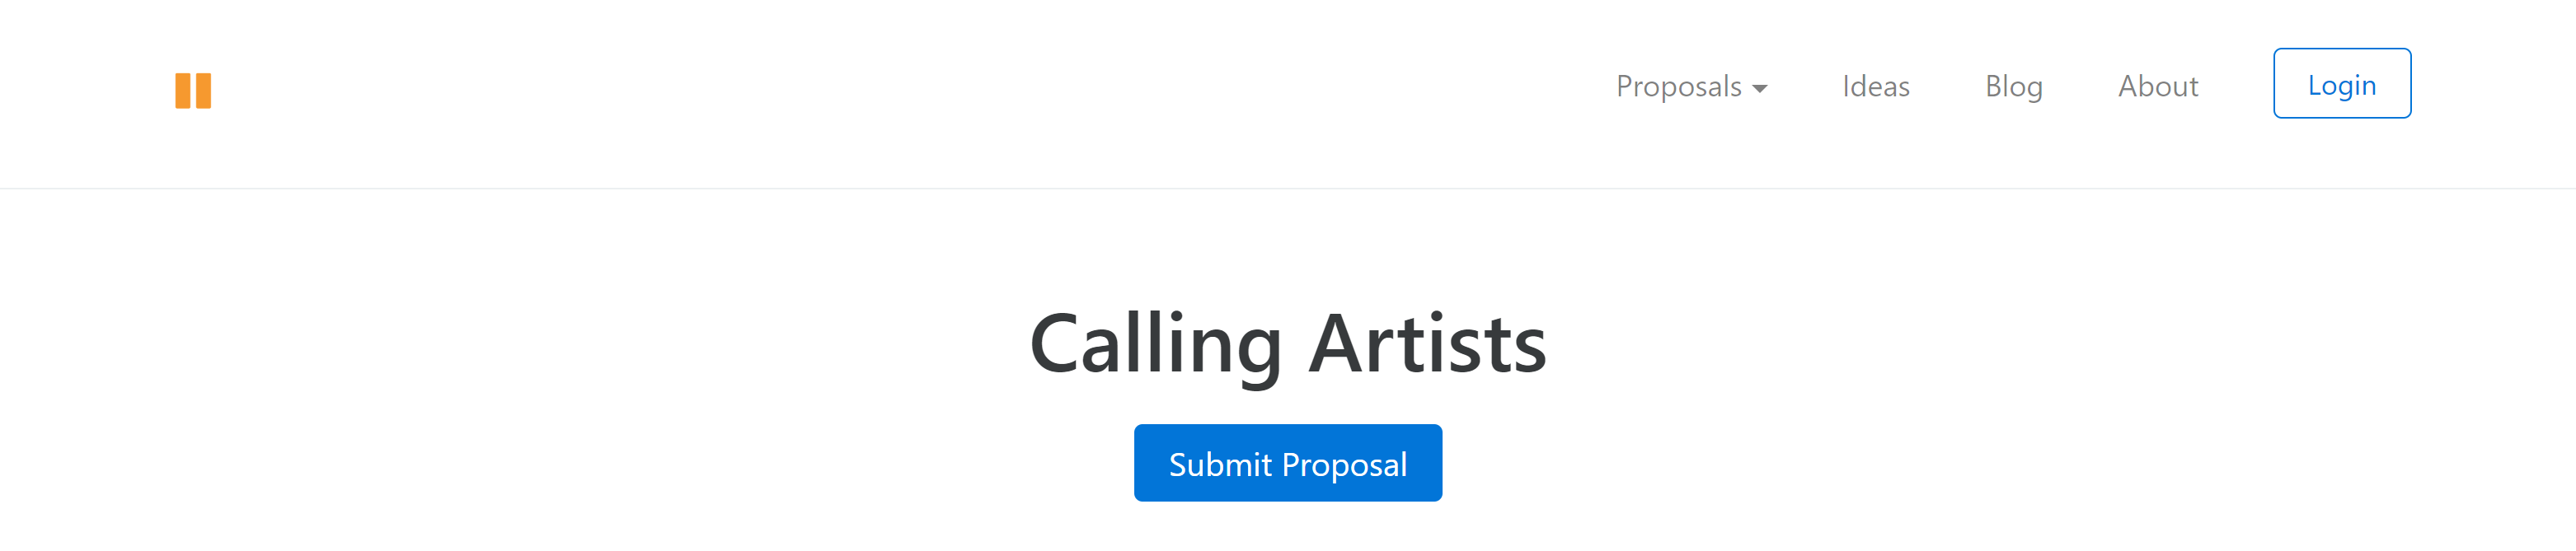 Proposals Ideas Blog About Login
Calling Artists
Submit Proposal